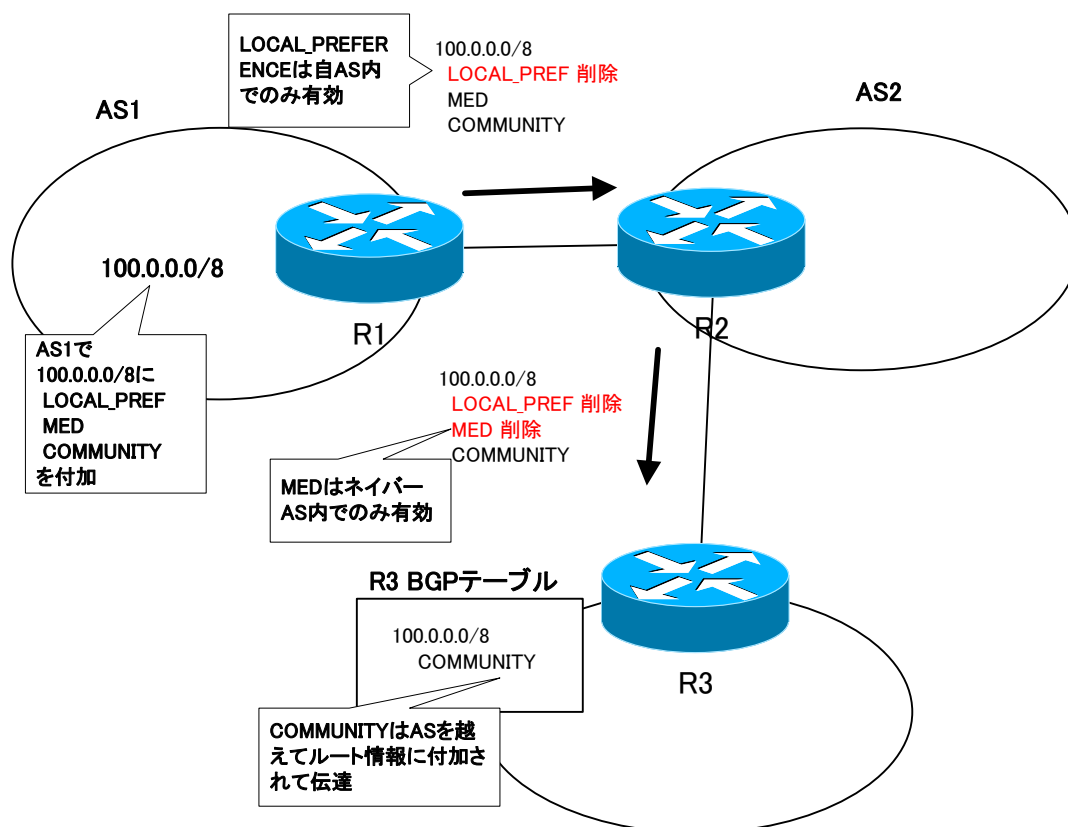 LOCAL_PREFER
ENCEは自AS内
でのみ有効
100.0.0.0/8
LOCAL_PREF 削除
MED
COMMUNITY
AS1
AS2
100.0.0.0/8
R1
R2
AS1で
100.0.0.0/8に
LOCAL_PREF
MED
COMMUNITY
を付加
100.0.0.0/8
LOCAL_PREF 削除
MED 削除
COMMUNITY
MEDはネイバー
AS内でのみ有効
R3 BGPテーブル
100.0.0.0/8
COMMUNITY
R3
COMMUNITYはASを越
えてルート情報に付加さ
れて伝達